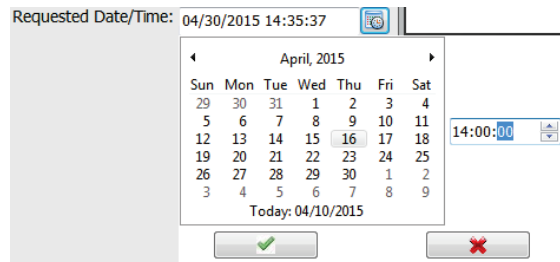 Requested Date/Time: 04/30/2015 14:35:37
April, 2015
Sun Mon Tue Wed Thu Fri Sat
29 30 31 1 2 3 4
5 6 7 8 9 10 11
12 13 14 15 16 17 18
14:00:00
19 20 21 22 23 24 25
26 27 28 29 30 1 2
3 4 5 6 7 8 9
Today: 04/10/2015